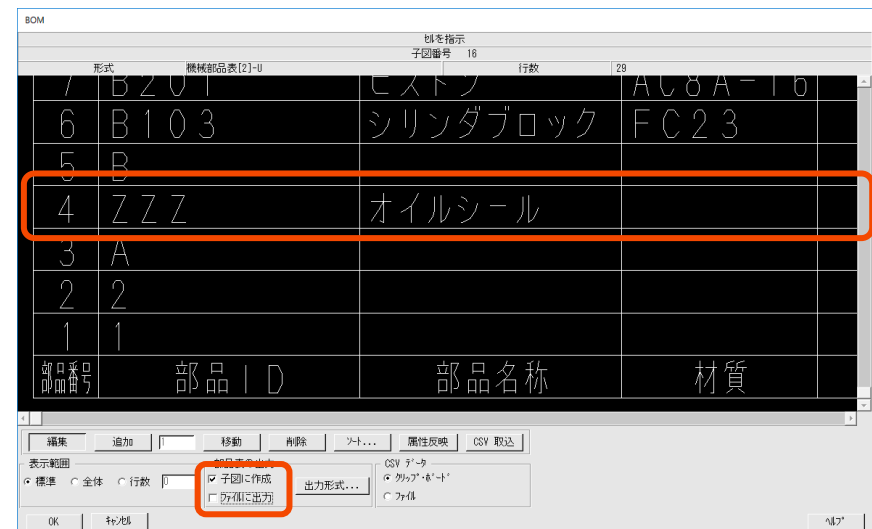 BOM
ｾﾙを指示
子図番号 16
形式 機械部品表[2]-U 行数 29
7 B201 ピストン AC8A-T6
6 B103 シリンダブロック FC23
5 B
4 ZZZ オイルシール
3 A
2 2
1 1
部品番号 部品ID 部品名称 材質
編集 追加 1 移動 削除 ｿｰﾄ... 属性反映 CSV 取込
表示範囲 部品表の出力 CSV ﾃﾞｰﾀ
標準 全体 行数 0 子図に作成 出力形式... ｸﾘｯﾌﾟ･ﾎﾞｰﾄﾞ
ﾌｧｲﾙに出力 ﾌｧｲﾙ
OK ｷｬﾝｾﾙ ﾍﾙﾌﾟ